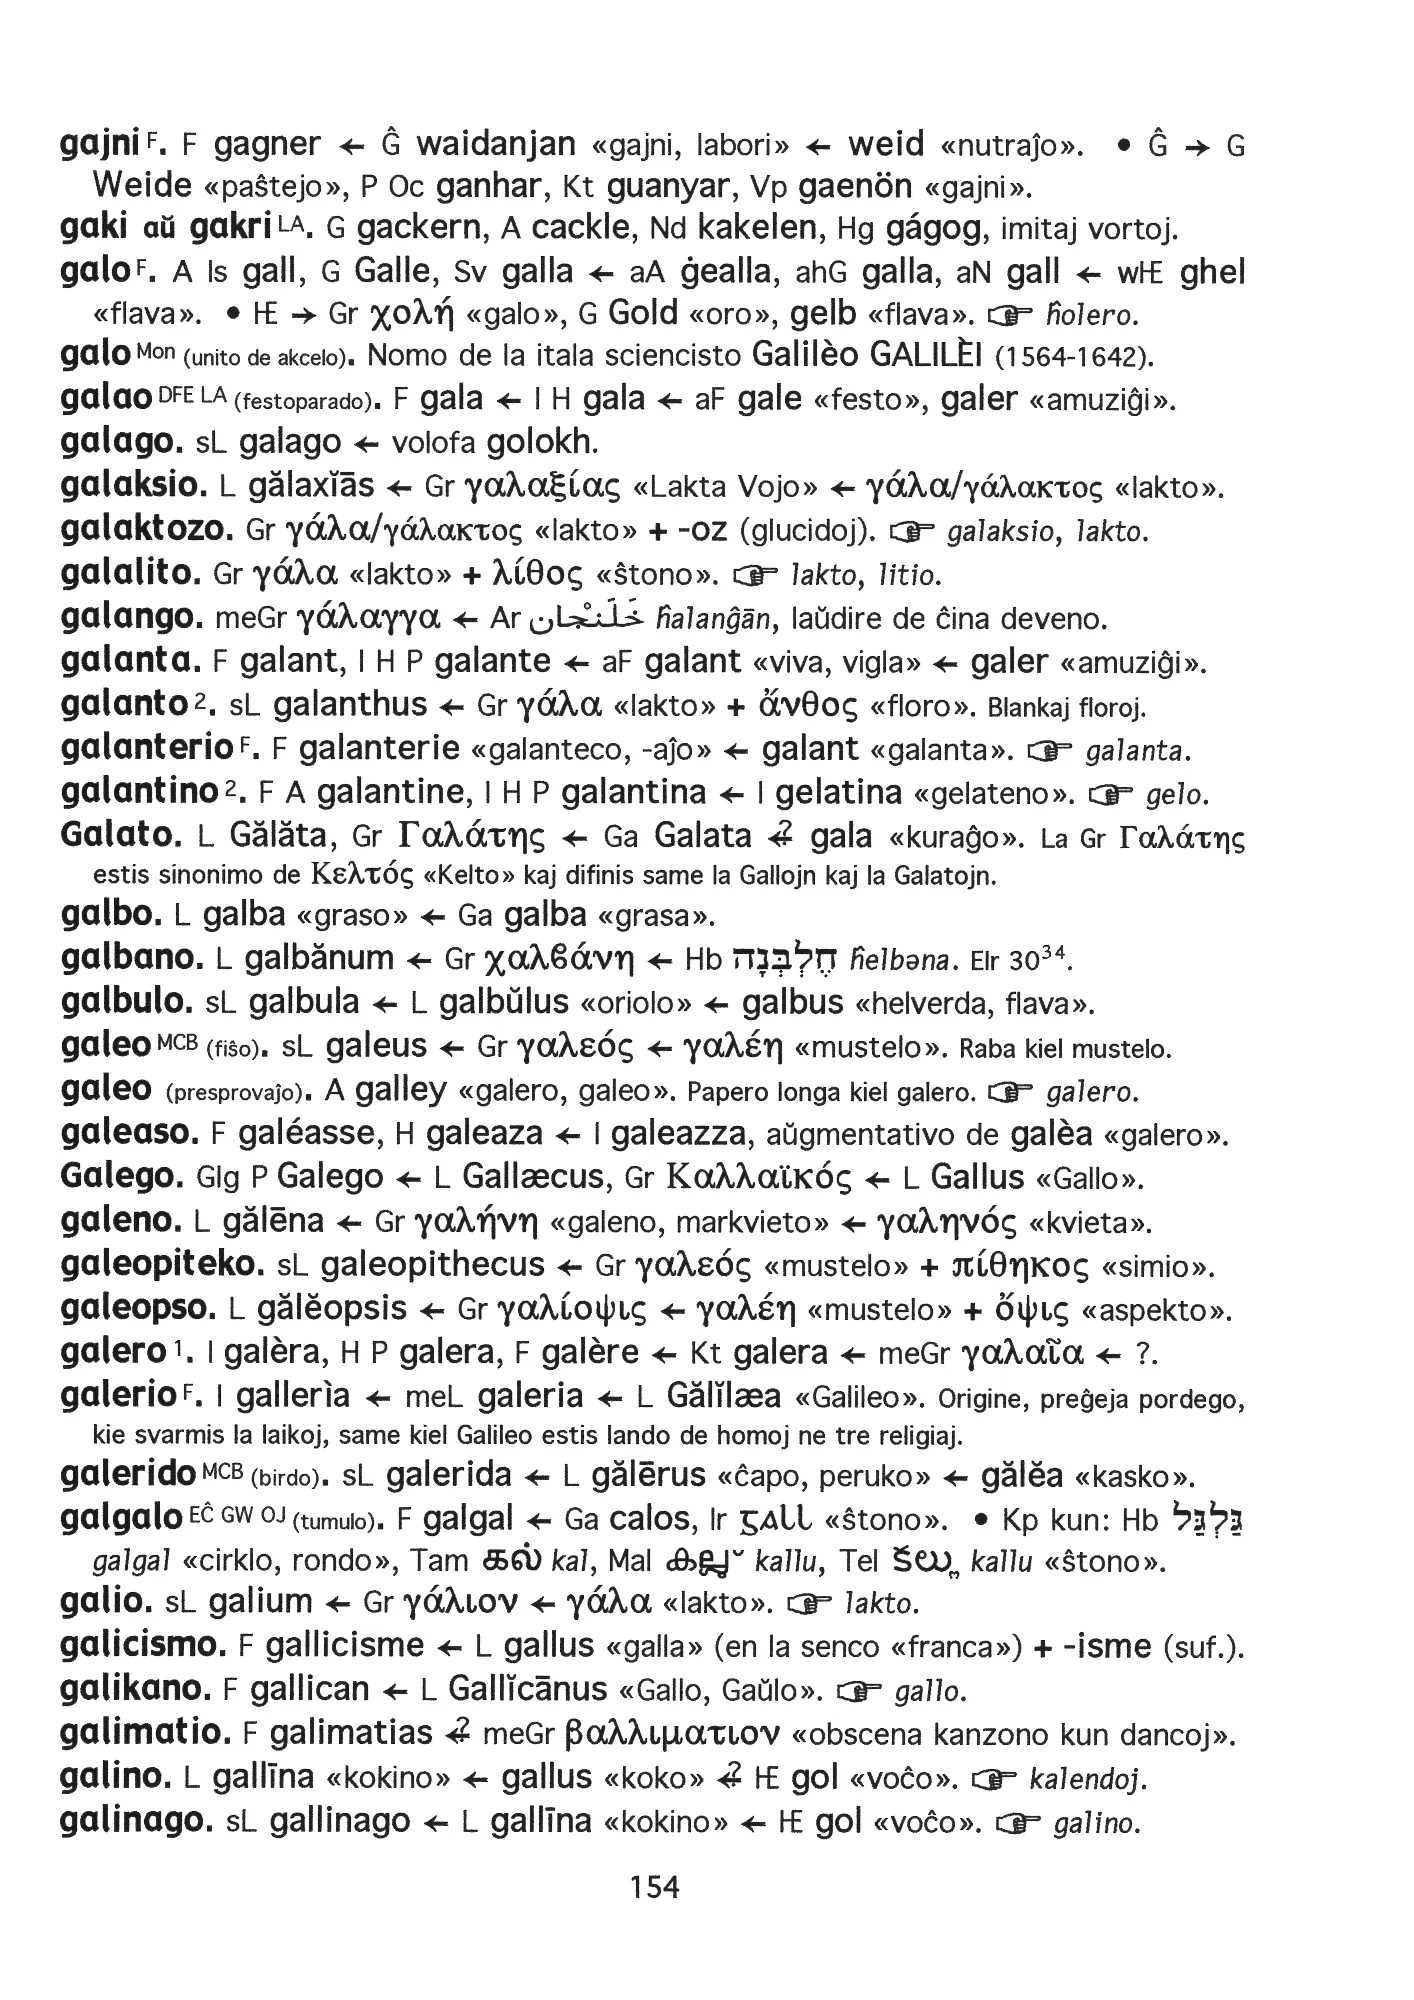 gajni F. F gagner ← Ĝ waidanjan «gajni, labori» ← weid «nutraĵo». • Ĝ → G
Weide «paŝtejo», P Oc ganhar, Kt guanyar, Vp gaenön «gajni».
gaki aŭ gakri LA. G gackern, A cackle, Nd kakelen, Hg gágog, imitaj vortoj.
galo F. A Is gall, G Galle, Sv galla ← aA ġealla, ahG galla, aN gall ← wĦE ghel
«flava». • ĦE → Gr χολή «galo», G Gold «oro», gelb «flava». ☞ ĥolero.
galo Mon (unito de akcelo). Nomo de la itala sciencisto Galilèo GALILÈI (1564-1642).
galao DFE LA (festoparado). F gala ← I H gala ← aF gale «festo», galer «amuziĝi».
galago. sL galago ← volofa golokh.
galaksio. L gălaxĭās ← Gr γαλαξίας «Lakta Vojo» ← γάλα/γάλακτος «lakto».
galaktozo. Gr γάλα/γάλακτος «lakto» + -oz (glucidoj). ☞ galaksio, lakto.
galalito. Gr γάλα «lakto» + λίθος «ŝtono». ☞ lakto, litio.
galango. meGr γάλαγγα ← Ar خَلَنْجَان ĥalanĝān, laŭdire de ĉina deveno.
galanta. F galant, I H P galante ← aF galant «viva, vigla» ← galer «amuziĝi».
galanto 2. sL galanthus ← Gr γάλα «lakto» + ἄνθος «floro». Blankaj floroj.
galanterio F. F galanterie «galanteco, -aĵo» ← galant «galanta». ☞ galanta.
galantino 2. F A galantine, I H P galantina ← I gelatina «gelateno». ☞ gelo.
Galato. L Gălăta, Gr Γαλάτης ← Ga Galata ⍃? gala «kuraĝo». La Gr Γαλάτης
estis sinonimo de Κελτός «Kelto» kaj difinis same la Gallojn kaj la Galatojn.
galbo. L galba «graso» ← Ga galba «grasa».
galbano. L galbănum ← Gr χαλϐάνη ← Hb חֶלְבְּנָה ĥelbəna. Elr 30³⁴.
galbulo. sL galbula ← L galbŭlus «oriolo» ← galbus «helverda, flava».
galeo MCB (fiŝo). sL galeus ← Gr γαλεός ← γαλέη «mustelo». Raba kiel mustelo.
galeo (presprovaĵo). A galley «galero, galeo». Papero longa kiel galero. ☞ galero.
galeaso. F galéasse, H galeaza ← I galeazza, aŭgmentativo de galèa «galero».
Galego. Glg P Galego ← L Gallæcus, Gr Καλλαϊκός ← L Gallus «Gallo».
galeno. L gălēna ← Gr γαλήνη «galeno, markvieto» ← γαληνός «kvieta».
galeopiteko. sL galeopithecus ← Gr γαλεός «mustelo» + πίθηκος «simio».
galeopso. L gălĕopsis ← Gr γαλίοψις ← γαλέη «mustelo» + ὄψις «aspekto».
galero 1. I galèra, H P galera, F galère ← Kt galera ← meGr γαλαῖα ← ?.
galerio F. I gallerìa ← meL galeria ← L Gălĭlæa «Galileo». Origine, preĝeja pordego,
kie svarmis la laikoj, same kiel Galileo estis lando de homoj ne tre religiaj.
galerido MCB (birdo). sL galerida ← L gălērus «ĉapo, peruko» ← gălĕa «kasko».
galgalo EĈ GW OJ (tumulo). F galgal ← Ga calos, Ir ᵹall «ŝtono». • Kp kun: Hb גַּלְגַּל
galgal «cirklo, rondo», Tam கல் kal, Mal കല്ല് kallu, Tel కల్లు kallu «ŝtono».
galio. sL galium ← Gr γάλιον ← γάλα «lakto». ☞ lakto.
galicismo. F gallicisme ← L gallus «galla» (en la senco «franca») + -isme (suf.).
galikano. F gallican ← L Gallĭcānus «Gallo, Gaŭlo». ☞ gallo.
galimatio. F galimatias ⍃? meGr βαλλιματιον «obscena kanzono kun dancoj».
galino. L gallīna «kokino» ← gallus «koko» ⍃? ĦE gol «voĉo». ☞ kalendoj.
galinago. sL gallinago ← L gallīna «kokino» ← ĦE gol «voĉo». ☞ galino.
154